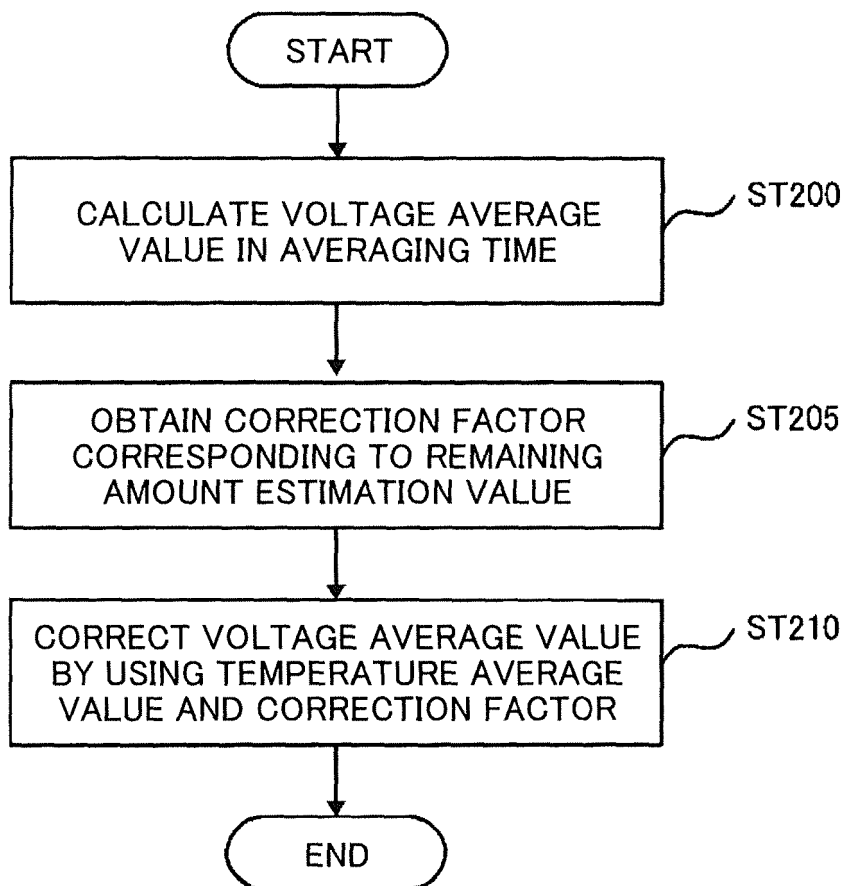 START
CALCULATE VOLTAGE AVERAGE
VALUE IN AVERAGING TIME
ST200
OBTAIN CORRECTION FACTOR
CORRESPONDING TO REMAINING
AMOUNT ESTIMATION VALUE
ST205
CORRECT VOLTAGE AVERAGE VALUE
BY USING TEMPERATURE AVERAGE
VALUE AND CORRECTION FACTOR
ST210
END